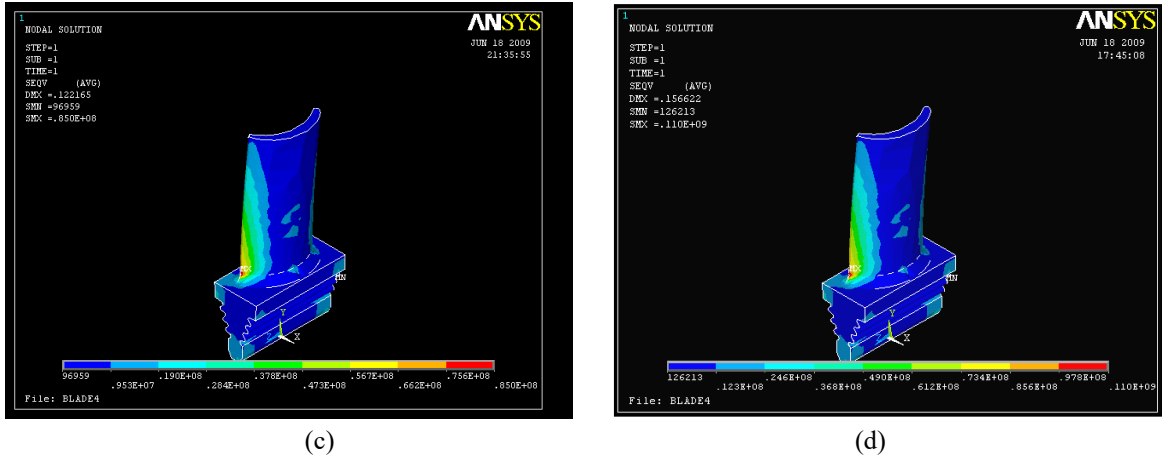 1
ANSYS
NODAL SOLUTION
JUN 18 2009
21:35:55
STEP=1
SUB =1
TIME=1
SEQV (AVG)
DMX =.122165
SMN =96959
SMX =.850E+08
MX
MN
Y
Z X
96959 .190E+08 .378E+08 .567E+08 .756E+08
.953E+07 .284E+08 .473E+08 .662E+08 .850E+08
File: BLADE4
(c)
1
ANSYS
NODAL SOLUTION
JUN 18 2009
17:45:08
STEP=1
SUB =1
TIME=1
SEQV (AVG)
DMX =.156622
SMN =126213
SMX =.110E+09
MX
MN
Y
Z X
126213 .246E+08 .490E+08 .734E+08 .978E+08
.123E+08 .368E+08 .612E+08 .856E+08 .110E+09
File: BLADE4
(d)